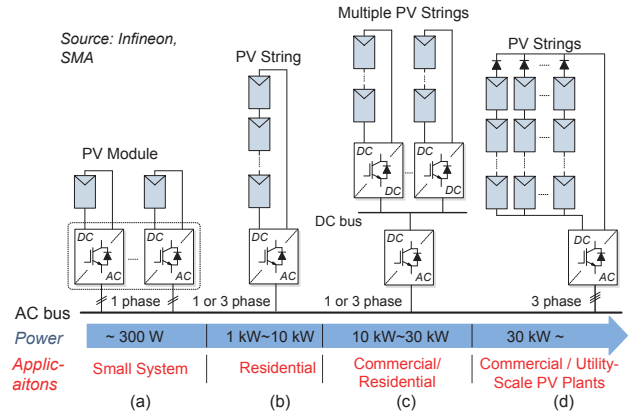 Multiple PV Strings
Source: Infineon,
SMA
PV String
PV Strings
PV Module
DC
DC
DC
DC
DC bus
DC
AC
DC
AC
DC
AC
DC
AC
DC
AC
1 phase
1 or 3 phase
1 or 3 phase
3 phase
AC bus
Power
~ 300 W
1 kW~10 kW
10 kW~30 kW
30 kW ~
Applic-
aitons
Small System
Residential
Commercial/
Residential
Commercial / Utility-
Scale PV Plants
(a)
(b)
(c)
(d)